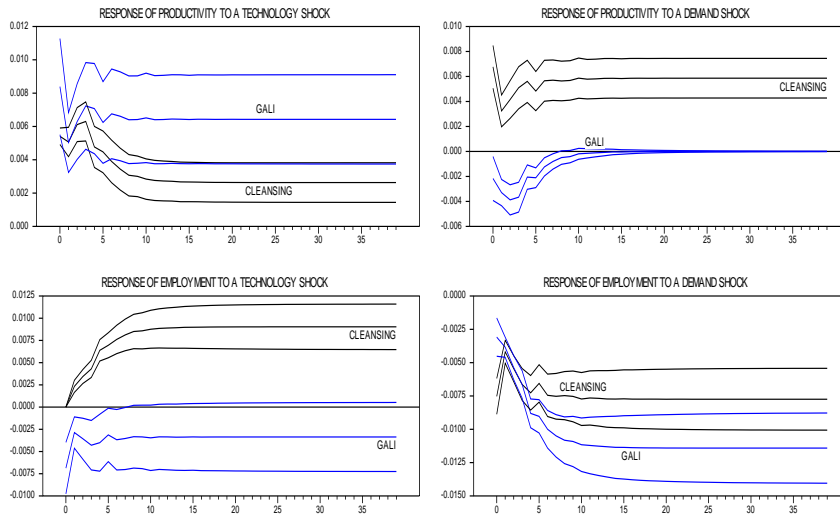 RESPONSE OF PRODUCTIVITY TO A TECHNOLOGY SHOCK
0.012
0.010
0.008
0.006
0.004
0.002
0.000
GALI
CLEANSING
0 5 10 15 20 25 30 35
RESPONSE OF PRODUCTIVITY TO A DEMAND SHOCK
0.010
0.008
0.006
0.004
0.002
0.000
-0.002
-0.004
-0.006
CLEANSING
GALI
0 5 10 15 20 25 30 35
RESPONSE OF EMPLOYMENT TO A TECHNOLOGY SHOCK
0.0125
0.0100
0.0075
0.0050
0.0025
0.0000
-0.0025
-0.0050
-0.0075
-0.0100
CLEANSING
GALI
0 5 10 15 20 25 30 35
RESPONSE OF EMPLOYMENT TO A DEMAND SHOCK
0.0000
-0.0025
-0.0050
-0.0075
-0.0100
-0.0125
-0.0150
CLEANSING
GALI
0 5 10 15 20 25 30 35